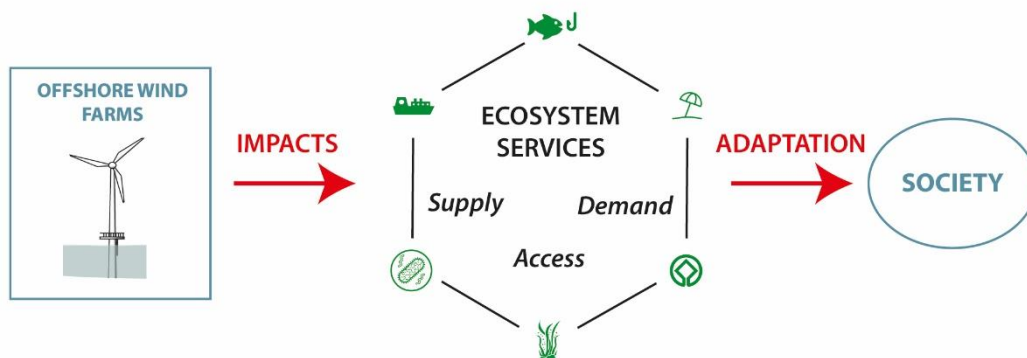 OFFSHORE WIND
FARMS
IMPACTS
ECOSYSTEM
SERVICES
Supply
Demand
Access
ADAPTATION
SOCIETY